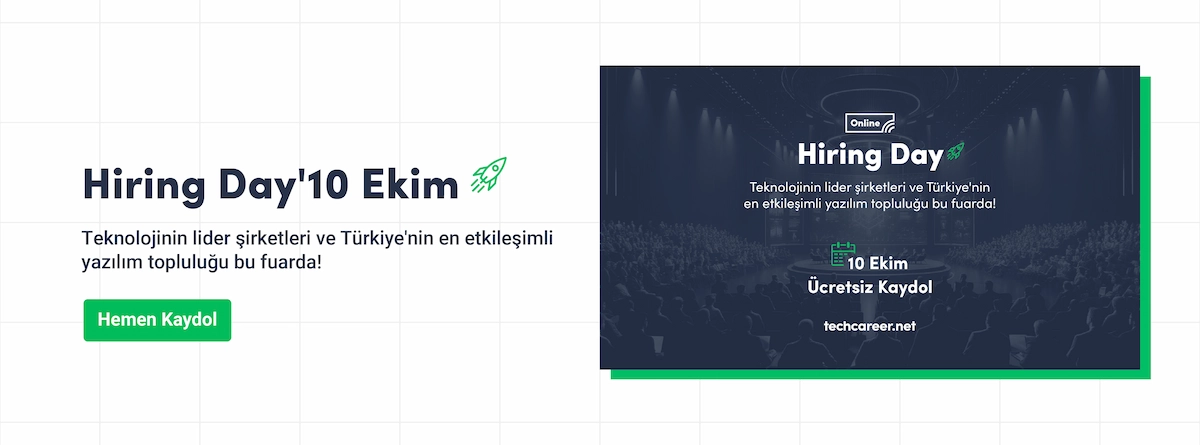 Hiring Day'10 Ekim
Teknolojinin lider şirketleri ve Türkiye'nin en etkileşimli
yazılım topluluğu bu fuarda!
Hemen Kaydol
Online
Hiring Day
Teknolojinin lider şirketleri ve Türkiye'nin
en etkileşimli yazılım topluluğu bu fuarda!
10 Ekim
Ücretsiz Kaydol
techcareer.net